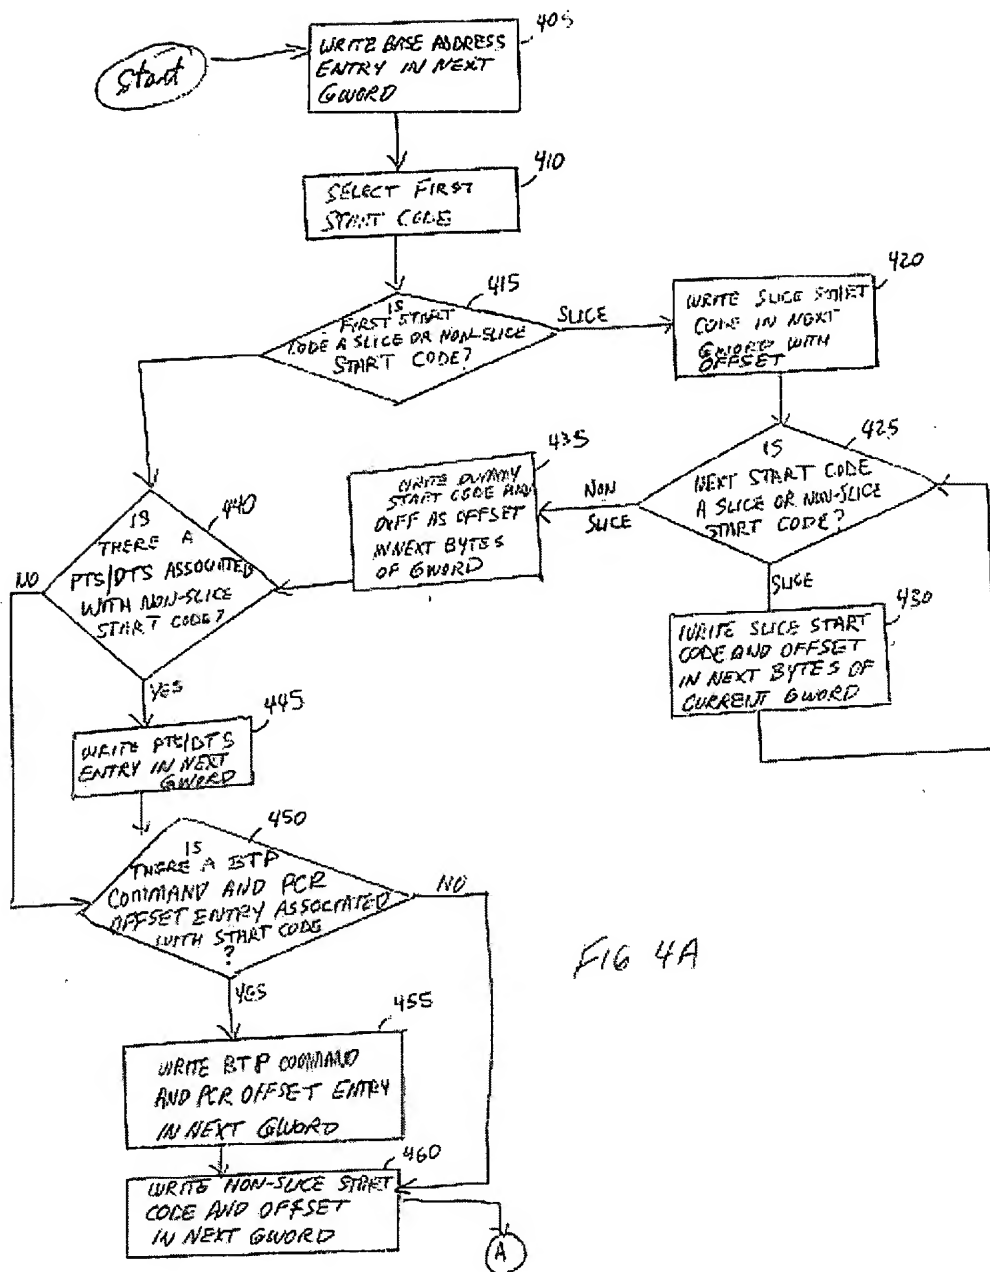 Start
405
WRITE BASE ADDRESS
ENTRY IN NEXT
GWORD
410
SELECT FIRST
START CODE
415
IS
FIRST START
CODE A SLICE OR NON-SLICE
START CODE?
SLICE
420
WRITE SLICE START
CODE IN NEXT
GWORD WITH
OFFSET
425
IS
NEXT START CODE
A SLICE OR NON-SLICE
START CODE?
NON
SLICE
SLICE
430
WRITE SLICE START
CODE AND OFFSET
IN NEXT BYTES OF
CURRENT GWORD
435
WRITE DUMMY
START CODE AND
AS OFFSET
IN NEXT BYTES
OF GWORD
440
IS
THERE A
PTS/DTS ASSOCIATED
WITH NON-SLICE
START CODE?
NO
YES
445
WRITE PTS/DTS
ENTRY IN NEXT
GWORD
450
IS
THERE A BTP
COMMAND AND PCR
OFFSET ENTRY ASSOCIATED
WITH START CODE
?
NO
YES
455
WRITE BTP COMMAND
AND PCR OFFSET ENTRY
IN NEXT GWORD
460
WRITE NON-SLICE START
CODE AND OFFSET
IN NEXT GWORD
A
FIG 4A